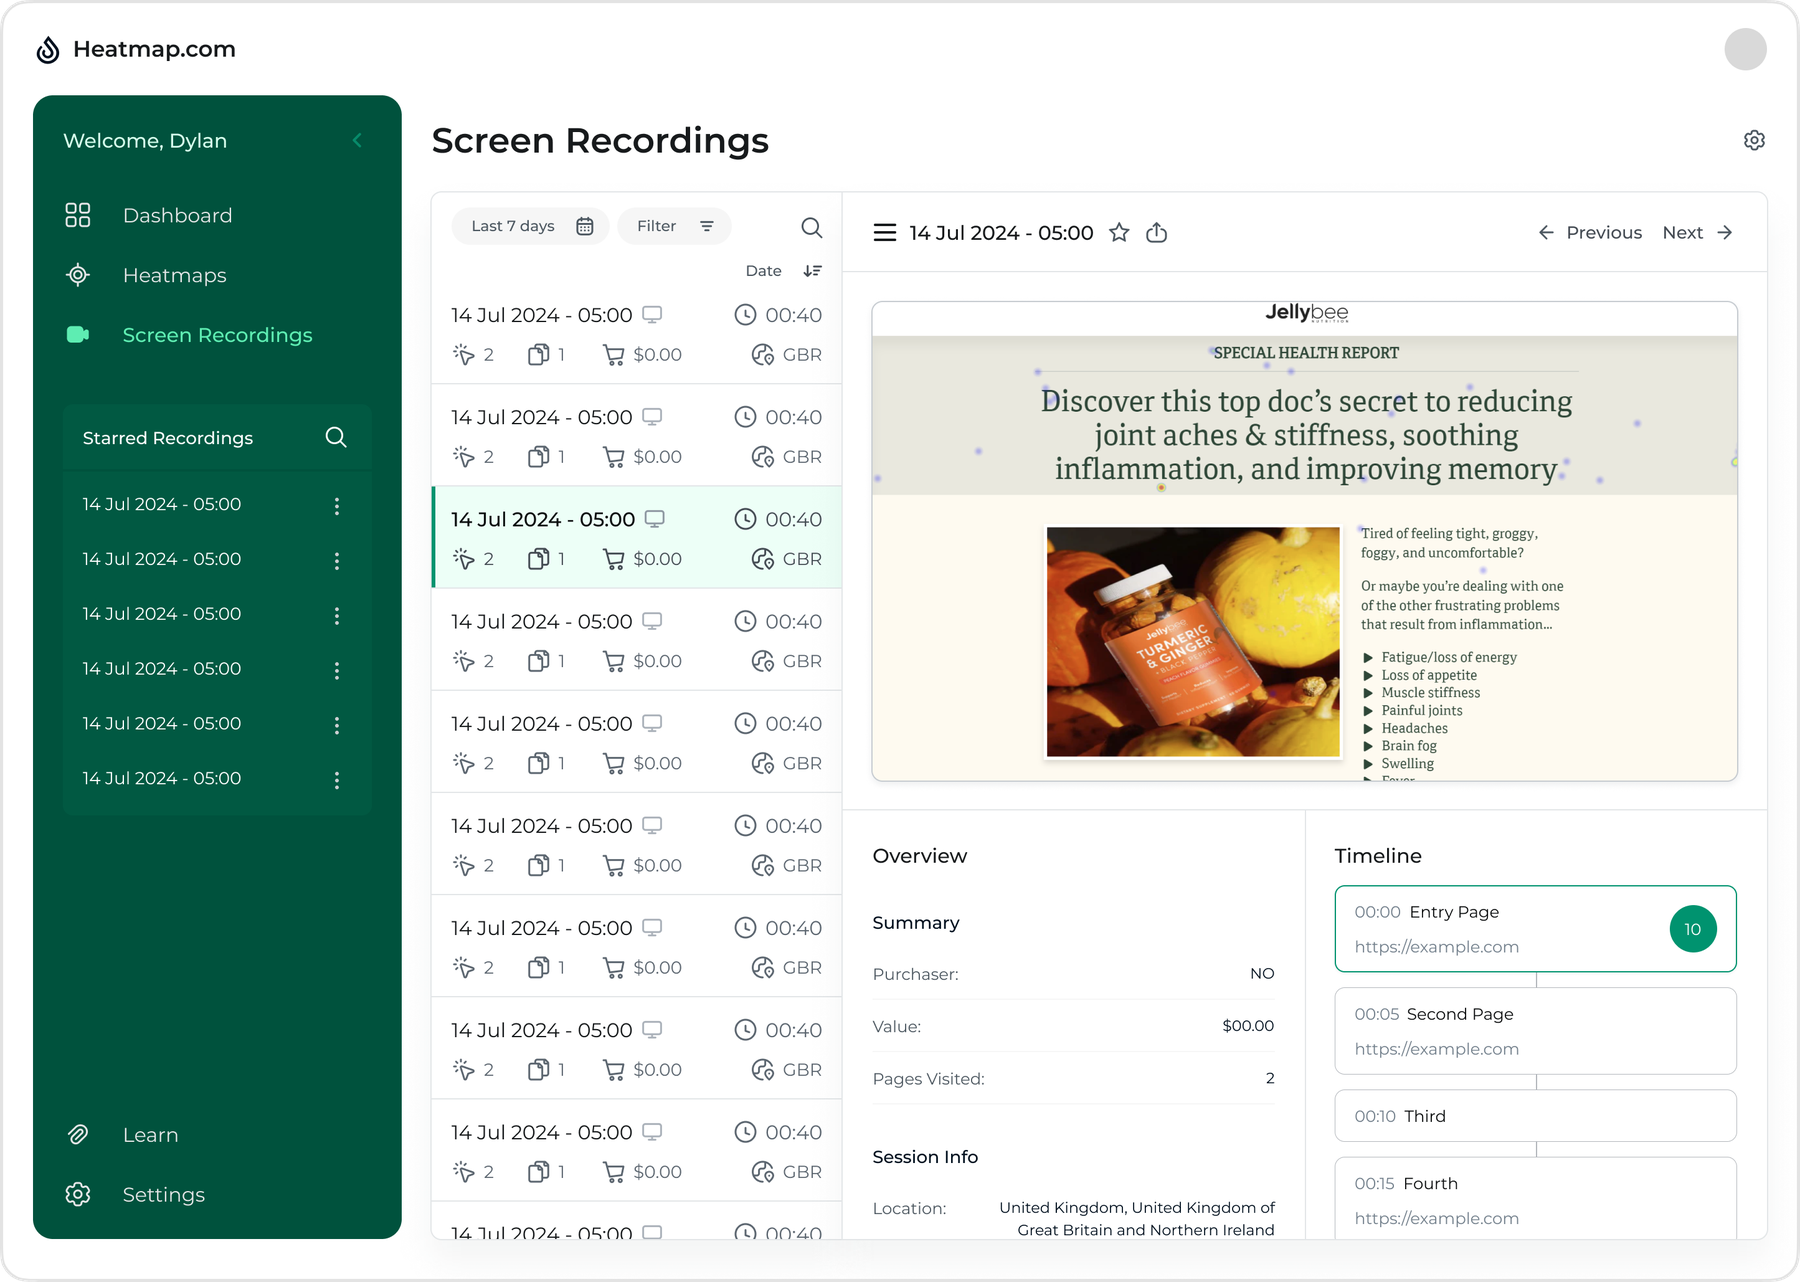 Heatmap.com
Welcome, Dylan
Dashboard
Heatmaps
Screen Recordings
Starred Recordings
14 Jul 2024 - 05:00
14 Jul 2024 - 05:00
14 Jul 2024 - 05:00
14 Jul 2024 - 05:00
14 Jul 2024 - 05:00
14 Jul 2024 - 05:00
Learn
Settings
Screen Recordings
Last 7 days
Filter
Date
14 Jul 2024 - 05:00 00:40
2 1 $0.00 GBR
14 Jul 2024 - 05:00 00:40
2 1 $0.00 GBR
14 Jul 2024 - 05:00 00:40
2 1 $0.00 GBR
14 Jul 2024 - 05:00 00:40
2 1 $0.00 GBR
14 Jul 2024 - 05:00 00:40
2 1 $0.00 GBR
14 Jul 2024 - 05:00 00:40
2 1 $0.00 GBR
14 Jul 2024 - 05:00 00:40
2 1 $0.00 GBR
14 Jul 2024 - 05:00 00:40
2 1 $0.00 GBR
14 Jul 2024 - 05:00 00:40
2 1 $0.00 GBR
14 Jul 2024 - 05:00 00:40
14 Jul 2024 - 05:00
Previous
Next
Jellybee
NUTRITION
SPECIAL HEALTH REPORT
Discover this top doc’s secret to reducing
joint aches & stiffness, soothing
inflammation, and improving memory
Jellybee
TURMERIC
& GINGER
+ BLACK PEPPER
Tired of feeling tight, groggy,
foggy, and uncomfortable?
Or maybe you’re dealing with one
of the other frustrating problems
that result from inflammation...
Fatigue/loss of energy
Loss of appetite
Muscle stiffness
Painful joints
Headaches
Brain fog
Swelling
Fever
Overview
Summary
Purchaser: NO
Value: $00.00
Pages Visited: 2
Session Info
Location: United Kingdom, United Kingdom of
Great Britain and Northern Ireland
Timeline
00:00 Entry Page
https://example.com
10
00:05 Second Page
https://example.com
00:10 Third
00:15 Fourth
https://example.com